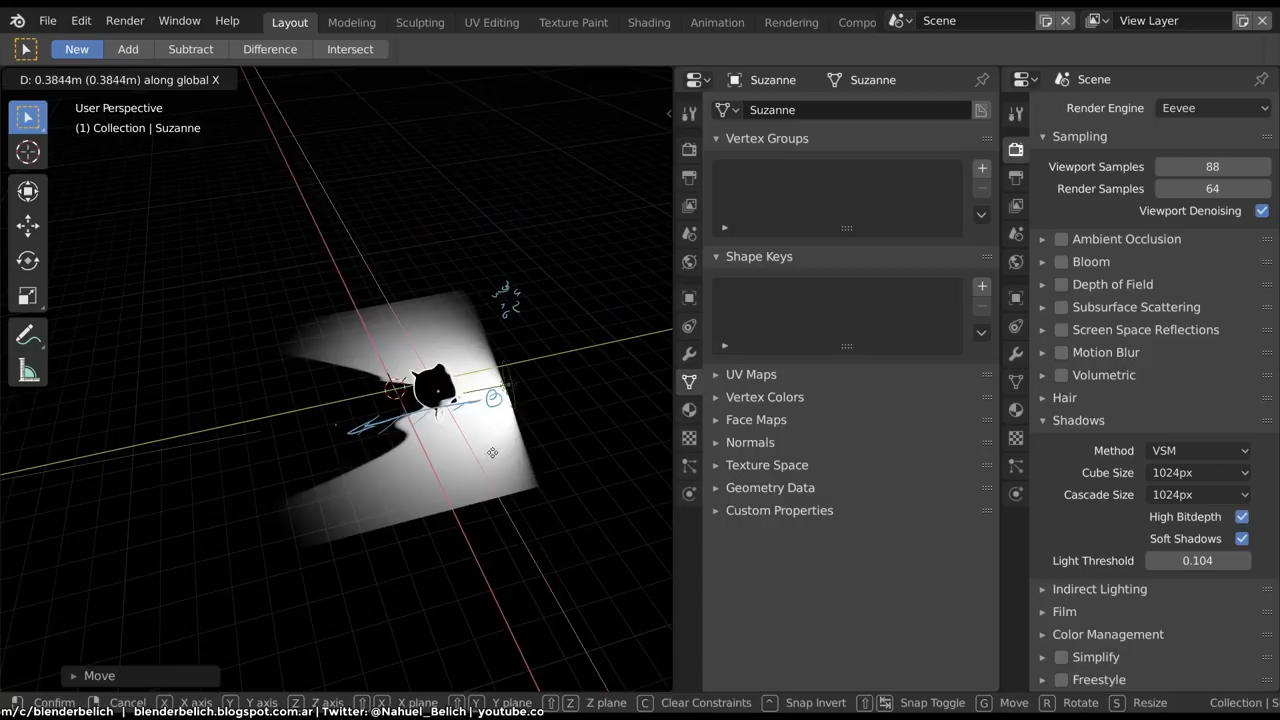 File Edit Render Window Help Layout Modeling Sculpting UV Editing Texture Paint Shading Animation Rendering Compo Scene View Layer
New Add Subtract Difference Intersect
D: 0.3844m (0.3844m) along global X
User Perspective
(1) Collection | Suzanne
Move
Suzanne Suzanne
Suzanne
Vertex Groups
Shape Keys
UV Maps
Vertex Colors
Face Maps
Normals
Texture Space
Geometry Data
Custom Properties
Scene
Render Engine Eevee
Sampling
Viewport Samples 88
Render Samples 64
Viewport Denoising
Ambient Occlusion
Bloom
Depth of Field
Subsurface Scattering
Screen Space Reflections
Motion Blur
Volumetric
Hair
Shadows
Method VSM
Cube Size 1024px
Cascade Size 1024px
High Bitdepth
Soft Shadows
Light Threshold 0.104
Indirect Lighting
Film
Color Management
Simplify
Freestyle
Confirm Cancel X X axis Y Y axis Z Z axis X X plane Y Y plane Z Z plane C Clear Constraints Snap Invert Snap Toggle G Move R Rotate S Resize Collection | S
m/c/blenderbelich | blenderbelich.blogspot.com.ar | Twitter: @Nahuel_Belich | youtube.co